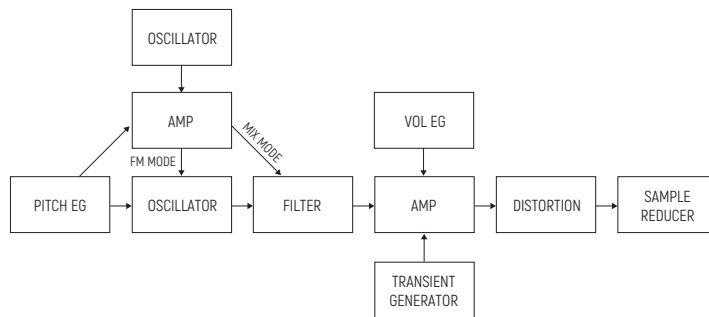 OSCILLATOR
AMP
VOL EG
MIX MODE
FM MODE
PITCH EG
OSCILLATOR
FILTER
AMP
DISTORTION
SAMPLE
REDUCER
TRANSIENT
GENERATOR